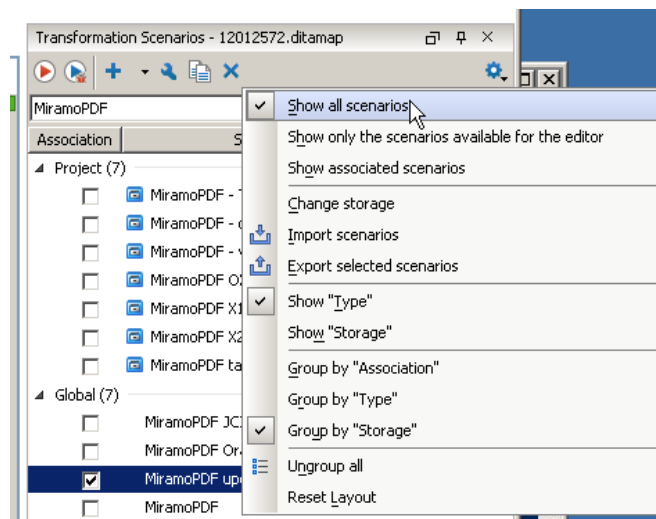 Transformation Scenarios - 12012572.ditamap
MiramoPDF
Association
Project (7)
MiramoPDF -
MiramoPDF -
MiramoPDF -
MiramoPDF
MiramoPDF X1
MiramoPDF X2
MiramoPDF ta
Global (7)
MiramoPDF JC
MiramoPDF Or
MiramoPDF up
MiramoPDF
Show all scenarios
Show only the scenarios available for the editor
Show associated scenarios
Change storage
Import scenarios
Export selected scenarios
Show "Type"
Show "Storage"
Group by "Association"
Group by "Type"
Group by "Storage"
Ungroup all
Reset Layout